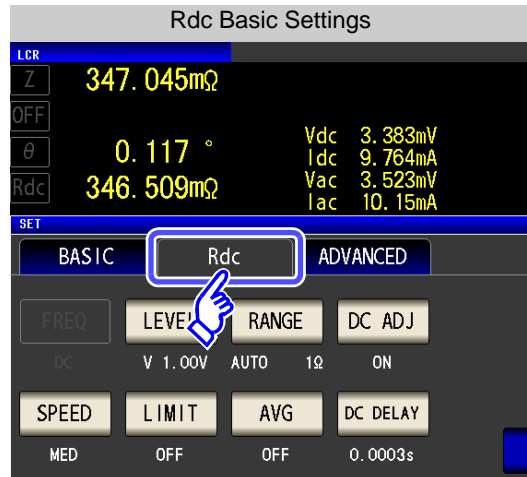 Rdc Basic Settings
LCR
Z 347.045mΩ
OFF
θ 0.117 ° Vdc 3.383mV
Idc 9.764mA
Rdc 346.509mΩ Vac 3.523mV
Iac 10.15mA
SET
BASIC Rdc ADVANCED
FREQ LEVEL RANGE DC ADJ
DC V 1.00V AUTO 1Ω ON
SPEED LIMIT AVG DC DELAY
MED OFF OFF 0.0003s